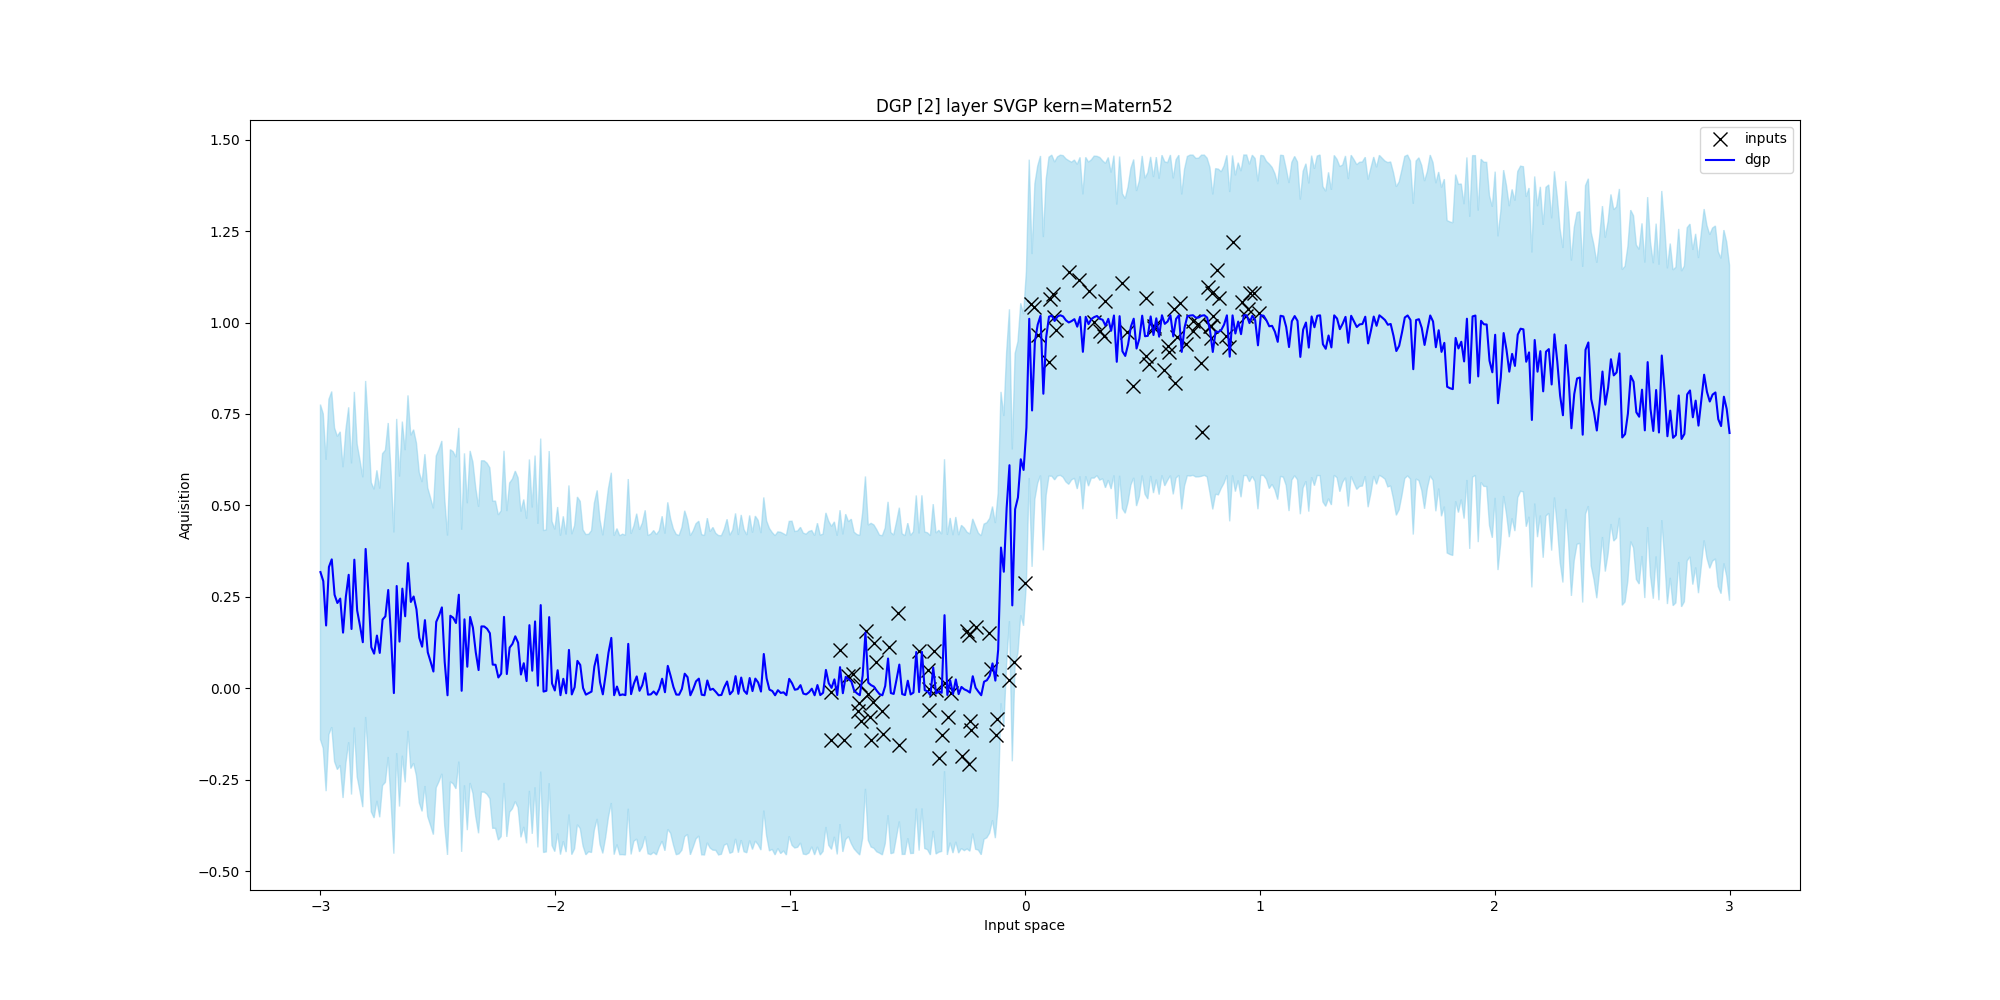 DGP [2] layer SVGP kern=Matern52
inputs
dgp
1.50
1.25
1.00
0.75
0.50
0.25
0.00
−0.25
−0.50
Aquisition
−3 −2 −1 0 1 2 3
Input space